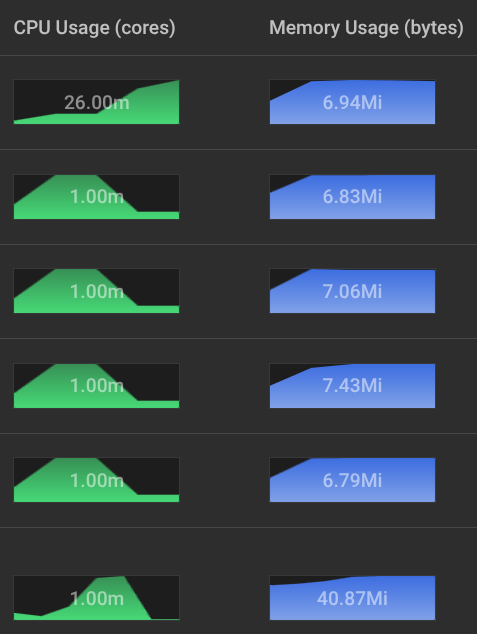 CPU Usage (cores) Memory Usage (bytes)
26.00m 6.94Mi
1.00m 6.83Mi
1.00m 7.06Mi
1.00m 7.43Mi
1.00m 6.79Mi
1.00m 40.87Mi